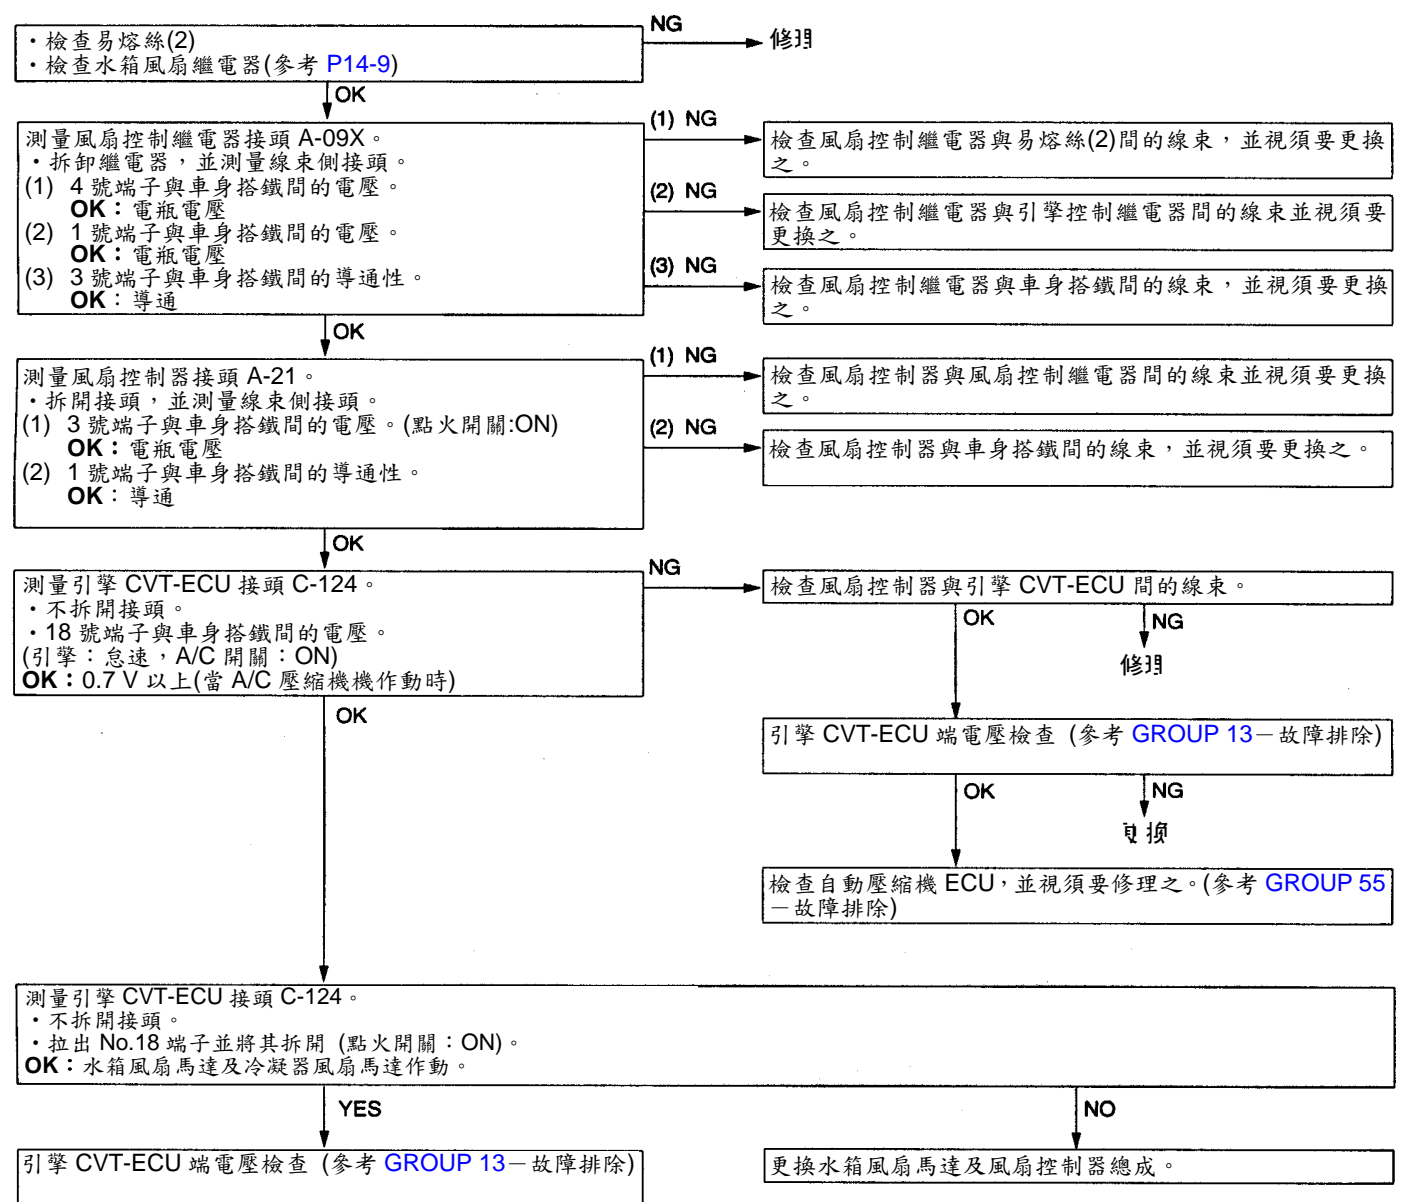 ・檢查易熔絲(2)
・檢查水箱風扇繼電器(參考 P14-9)
NG
修理
OK
測量風扇控制繼電器接頭 A-09X。
・拆卸繼電器，並測量線束側接頭。
(1) 4 號端子與車身搭鐵間的電壓。
OK：電瓶電壓
(2) 1 號端子與車身搭鐵間的電壓。
OK：電瓶電壓
(3) 3 號端子與車身搭鐵間的導通性。
OK：導通
(1) NG
檢查風扇控制繼電器與易熔絲(2)間的線束，並視須要更換
之。
(2) NG
檢查風扇控制繼電器與引擎控制繼電器間的線束並視須要
更換之。
(3) NG
檢查風扇控制繼電器與車身搭鐵間的線束，並視須要更換
之。
OK
測量風扇控制器接頭 A-21。
・拆開接頭，並測量線束側接頭。
(1) 3 號端子與車身搭鐵間的電壓。(點火開關:ON)
OK：電瓶電壓
(2) 1 號端子與車身搭鐵間的導通性。
OK：導通
(1) NG
檢查風扇控制器與風扇控制繼電器間的線束並視須要更換
之。
(2) NG
檢查風扇控制器與車身搭鐵間的線束，並視須要更換之。
OK
測量引擎 CVT-ECU 接頭 C-124。
・不拆開接頭。
・18 號端子與車身搭鐵間的電壓。
(引擎：怠速，A/C 開關：ON)
OK：0.7 V 以上(當 A/C 壓縮機機作動時)
NG
檢查風扇控制器與引擎 CVT-ECU 間的線束。
OK
NG
修理
引擎 CVT-ECU 端電壓檢查 (參考 GROUP 13－故障排除)
OK
NG
更換
檢查自動壓縮機 ECU，並視須要修理之。(參考 GROUP 55
－故障排除)
OK
測量引擎 CVT-ECU 接頭 C-124。
・不拆開接頭。
・拉出 No.18 端子並將其拆開 (點火開關：ON)。
OK：水箱風扇馬達及冷凝器風扇馬達作動。
YES
NO
引擎 CVT-ECU 端電壓檢查 (參考 GROUP 13－故障排除)
更換水箱風扇馬達及風扇控制器總成。